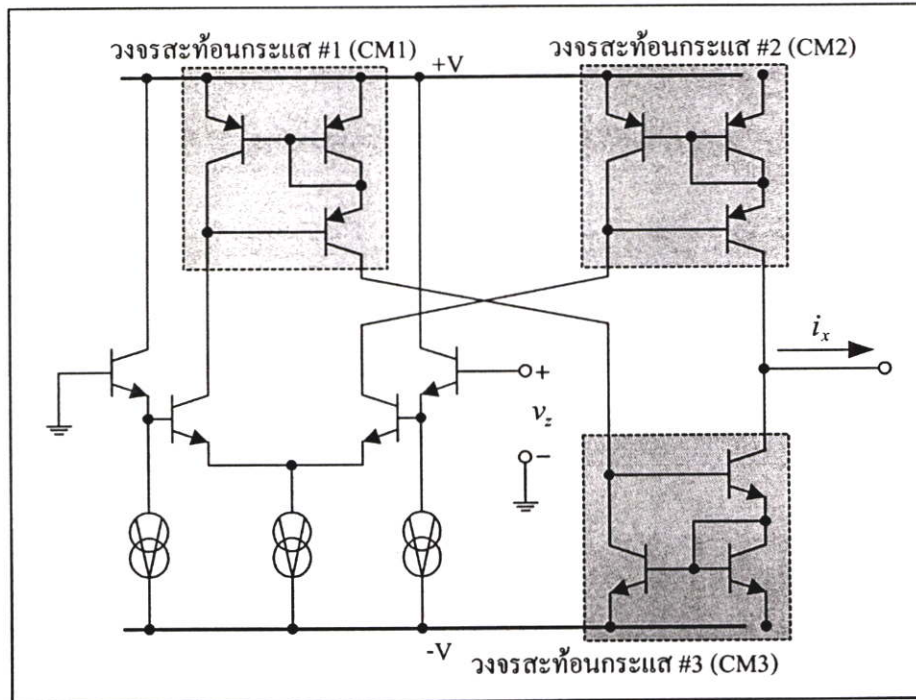 วงจรสะท้อนกระแส #1 (CM1)
วงจรสะท้อนกระแส #2 (CM2)
+V
i_x
+
v_z
−
-V
วงจรสะท้อนกระแส #3 (CM3)